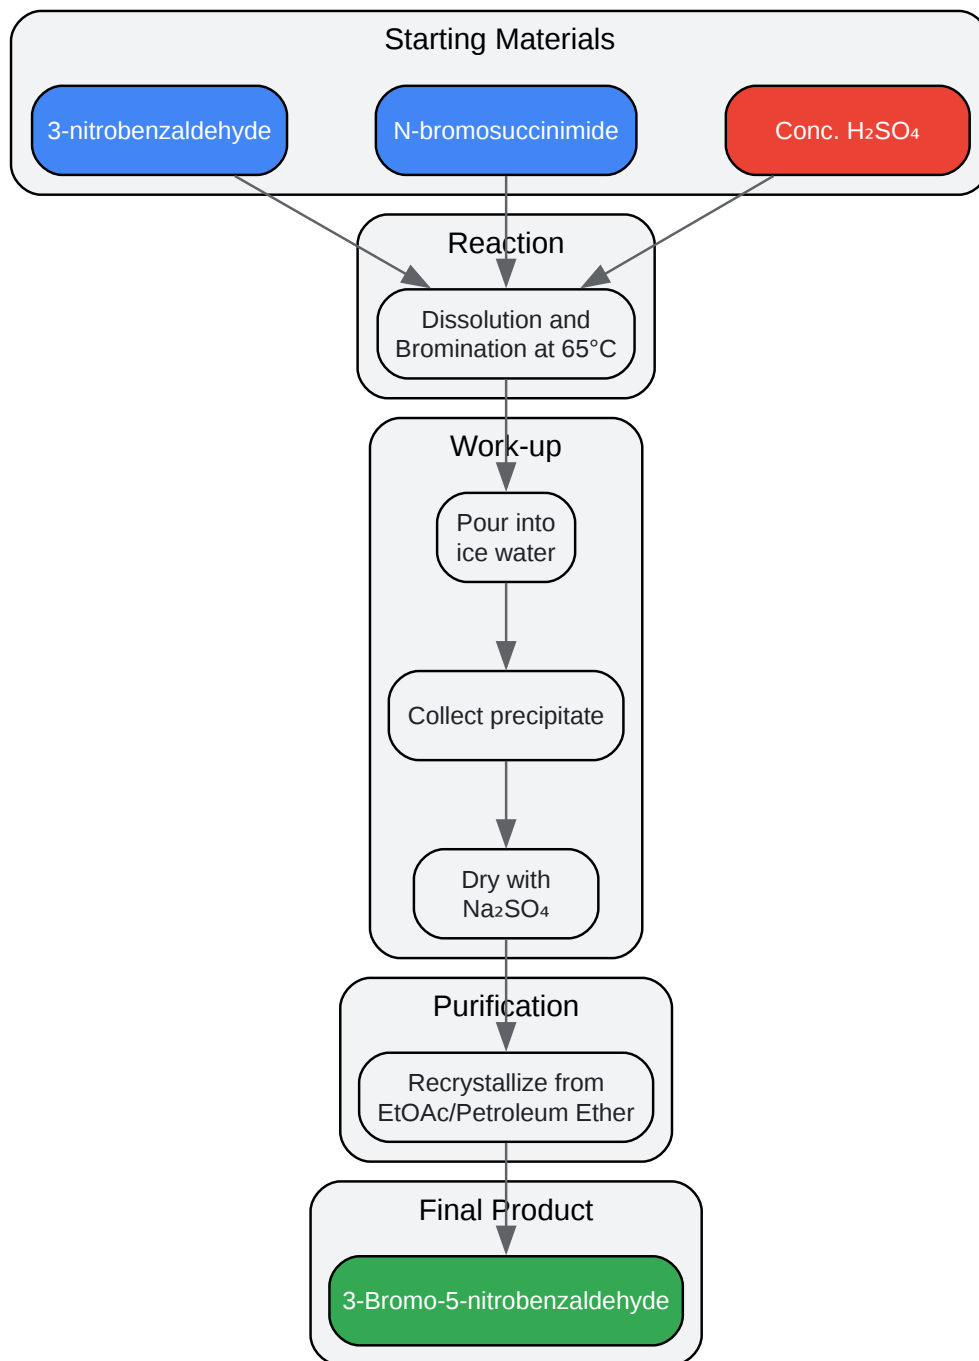 Starting Materials
3-nitrobenzaldehyde
N-bromosuccinimide
Conc. H₂SO₄
Reaction
Dissolution and
Bromination at 65°C
Work-up
Pour into
ice water
Collect precipitate
Dry with
Na₂SO₄
Purification
Recrystallize from
EtOAc/Petroleum Ether
Final Product
3-Bromo-5-nitrobenzaldehyde